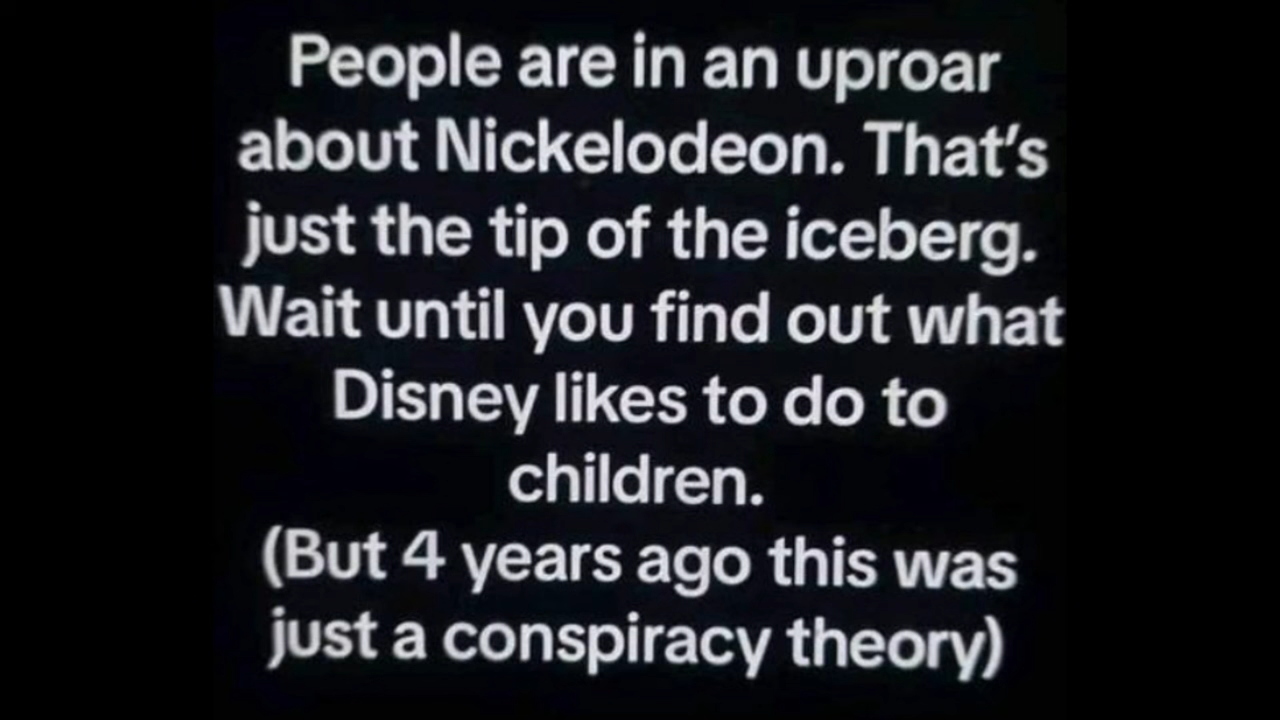 People are in an uproar
about Nickelodeon. That's
just the tip of the iceberg.
Wait until you find out what
Disney likes to do to
children.
(But 4 years ago this was
just a conspiracy theory)